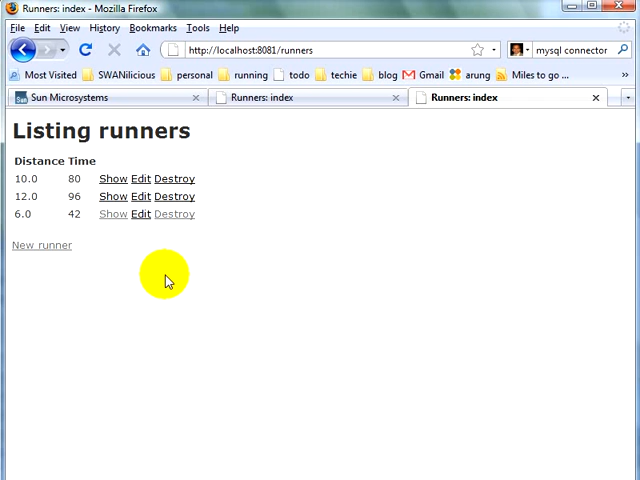 Runners: index - Mozilla Firefox
File Edit View History Bookmarks Tools Help
http://localhost:8081/runners mysql connector
Most Visited SWANilicious personal running todo techie blog Gmail arung Miles to go ...
Sun Microsystems Runners: index Runners: index
Listing runners
Distance Time
10.0 80 Show Edit Destroy
12.0 96 Show Edit Destroy
6.0 42 Show Edit Destroy
New runner